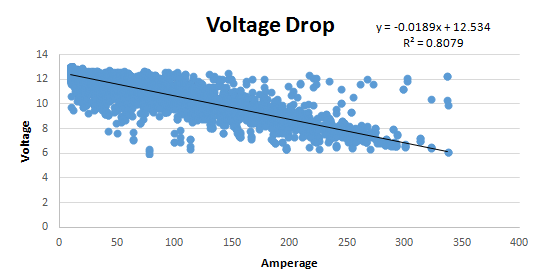 Voltage Drop
y = -0.0189x + 12.534
R² = 0.8079
14
12
10
8
6
4
2
0
Voltage
0 50 100 150 200 250 300 350 400
Amperage